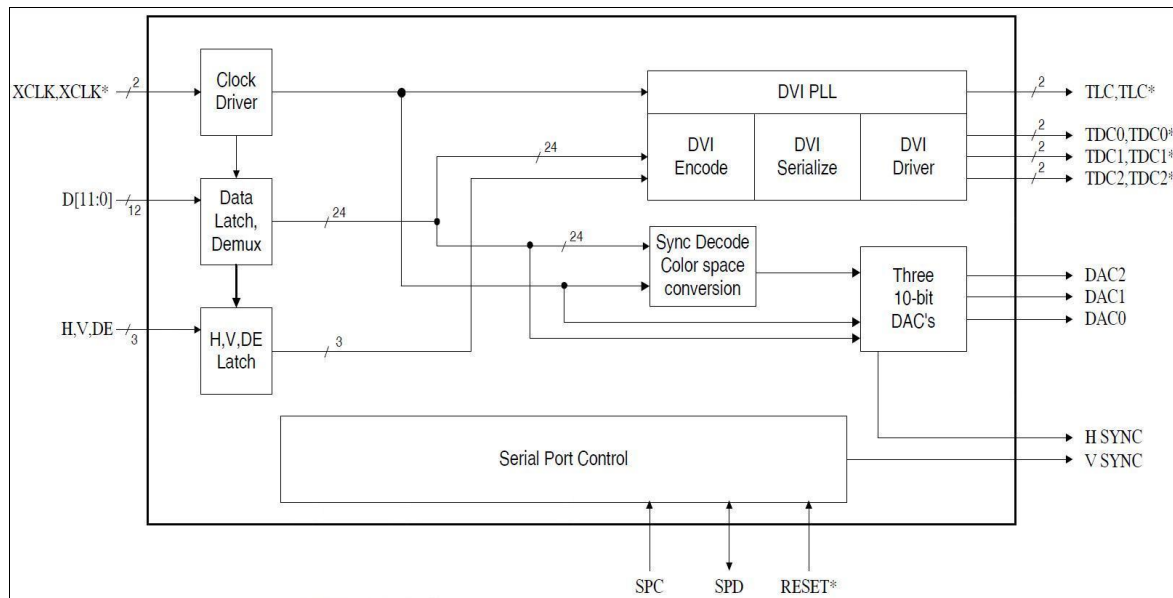 XCLK,XCLK*
2
Clock
Driver
DVI PLL
2
TLC,TLC*
DVI
Encode
DVI
Serialize
DVI
Driver
2
TDC0,TDC0*
2
TDC1,TDC1*
2
TDC2,TDC2*
24
D[11:0]
12
Data
Latch,
Demux
24
24
Sync Decode
Color space
conversion
Three
10-bit
DAC's
DAC2
DAC1
DAC0
H,V,DE
3
H,V,DE
Latch
3
Serial Port Control
H SYNC
V SYNC
SPC
SPD
RESET*